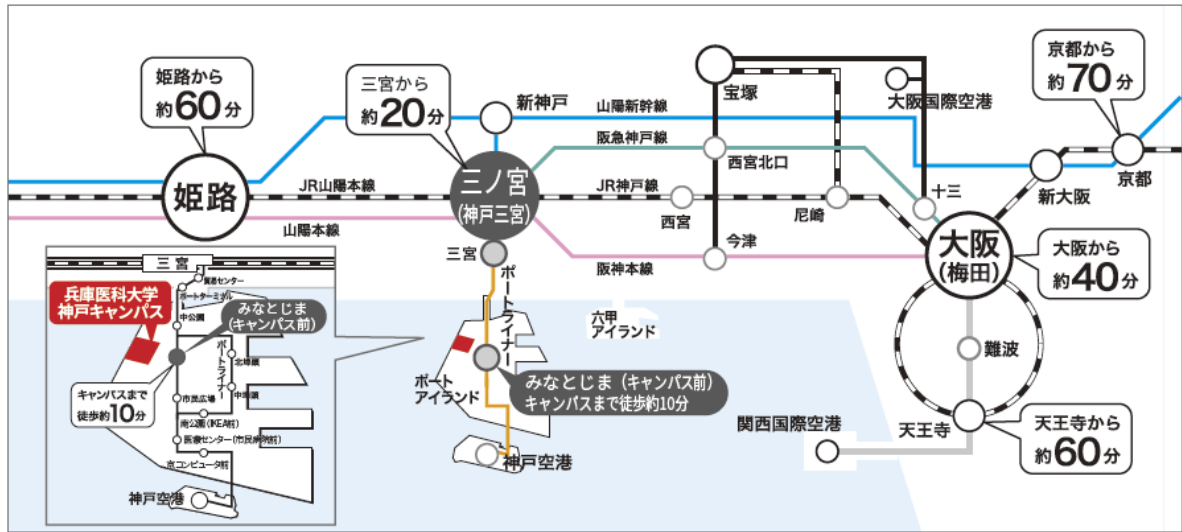 姫路から
約60分
三宮から
約20分
新神戸
山陽新幹線
宝塚
大阪国際空港
京都から
約70分
阪急神戸線
西宮北口
京都
新大阪
十三
姫路
JR山陽本線
三ノ宮
(神戸三宮)
JR神戸線
西宮
尼崎
山陽本線
三宮
阪神本線
今津
大阪
(梅田)
大阪から
約40分
ポートライナー
六甲
アイランド
難波
ポート
アイランド
みなとじま(キャンパス前)
キャンパスまで徒歩約10分
神戸空港
関西国際空港
天王寺
天王寺から
約60分
三宮
貿易センター
ポートターミナル
兵庫医科大学
神戸キャンパス
中公園
みなとじま
(キャンパス前)
ポートライナー
北埠頭
キャンパスまで
徒歩約10分
市民広場
中埠頭
南公園(IKEA前)
医療センター(市民病院前)
京コンピュータ前
神戸空港